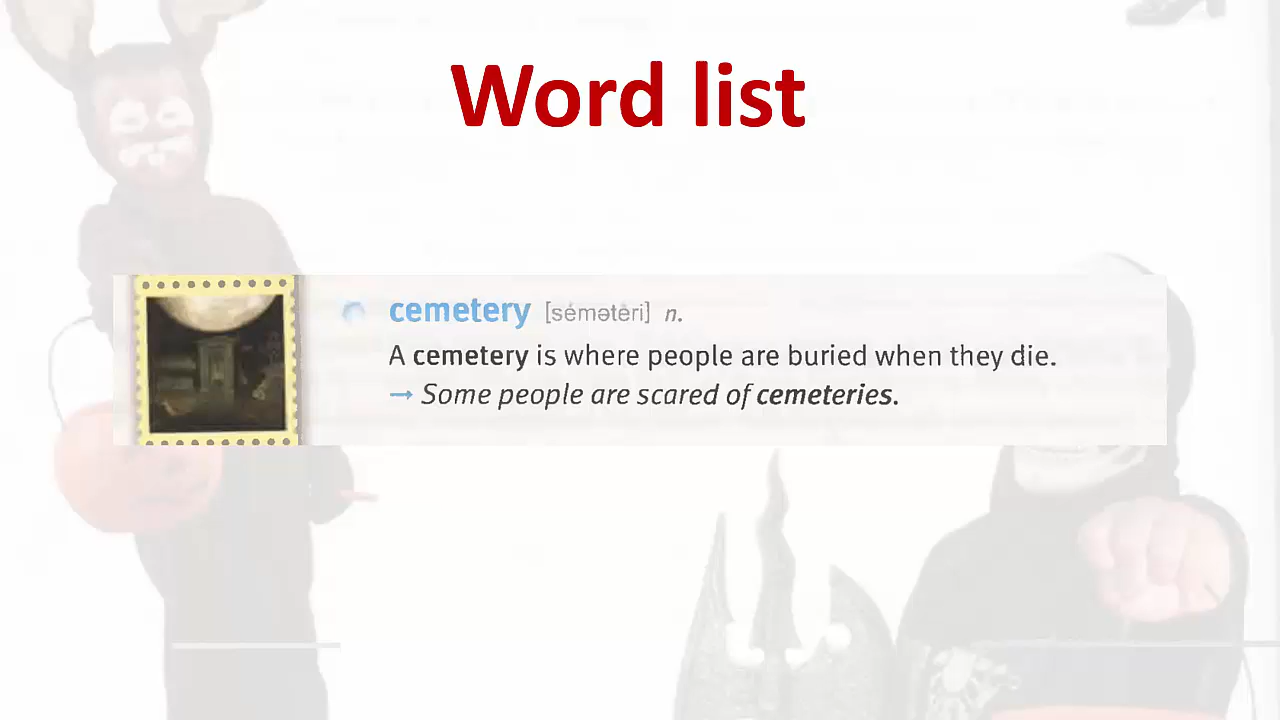 Word list
cemetery [sémətèri] n.
A cemetery is where people are buried when they die.
→ Some people are scared of cemeteries.